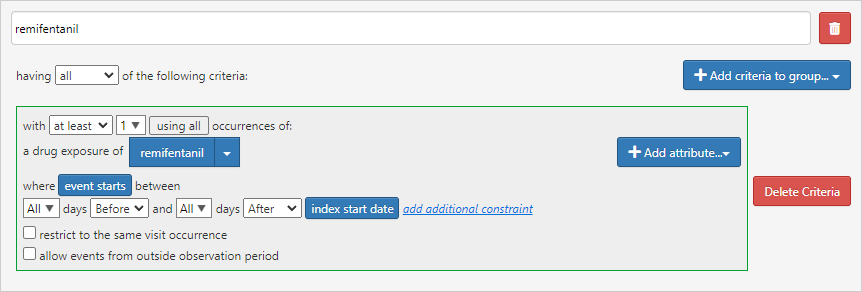 remifentanil
having all of the following criteria:
Add criteria to group...
with at least 1 using all occurrences of:
a drug exposure of remifentanil
Add attribute...
where event starts between
All days Before and All days After index start date add additional constraint
Delete Criteria
restrict to the same visit occurrence
allow events from outside observation period